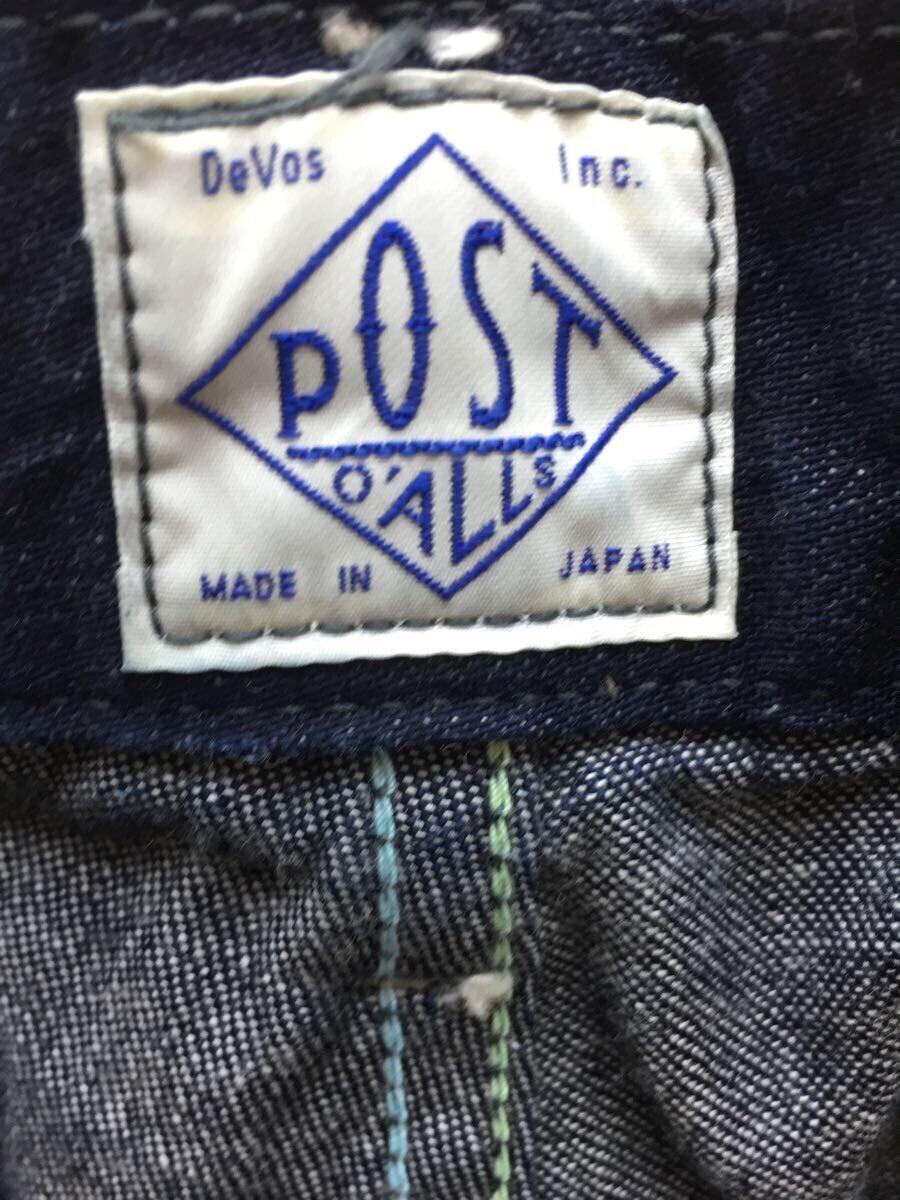 DeVos Inc.
POST
O'ALLS
MADE IN JAPAN